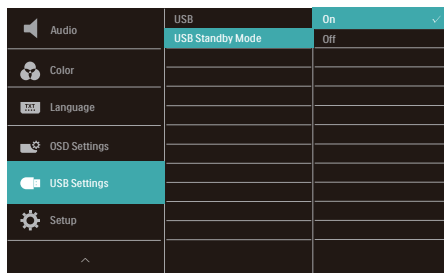 Audio
Color
TXT
Language
OSD Settings
USB Settings
Setup
USB
USB Standby Mode
On
Off